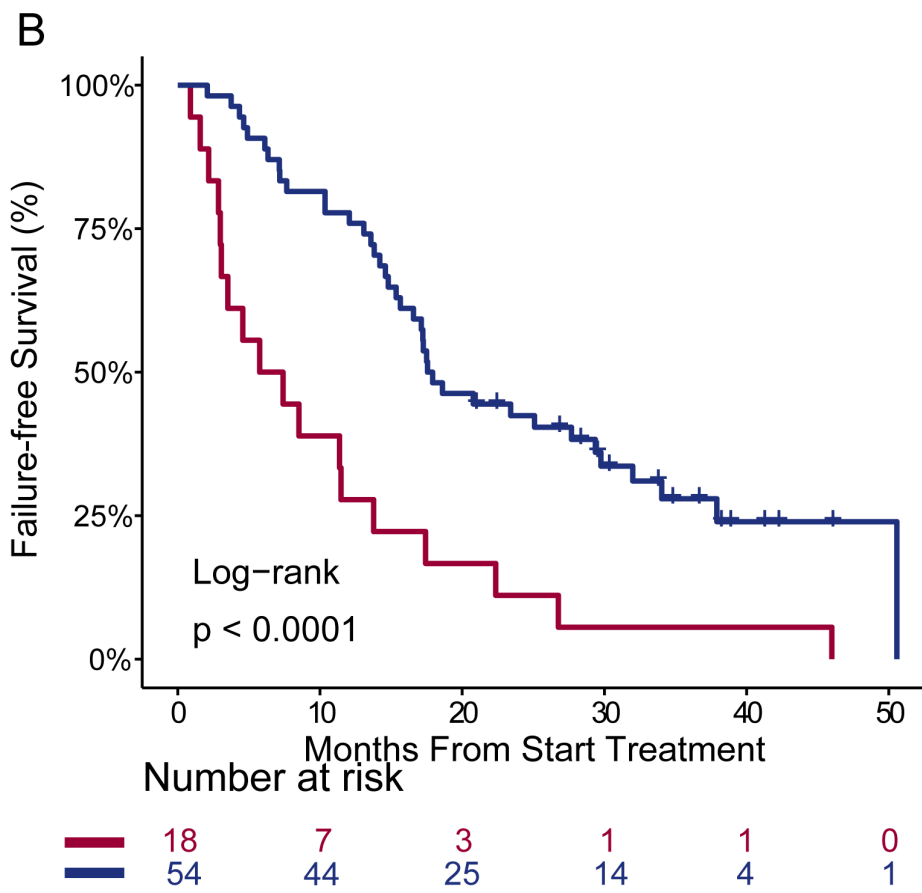 B
Failure-free Survival (%)
100%
75%
50%
25%
0%
Log−rank
p < 0.0001
0 10 20 30 40 50
Months From Start Treatment
Number at risk
18 7 3 1 1 0
54 44 25 14 4 1